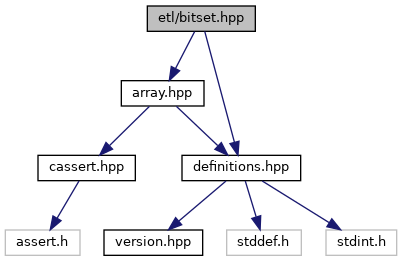 etl/bitset.hpp
array.hpp
cassert.hpp
definitions.hpp
assert.h
version.hpp
stddef.h
stdint.h